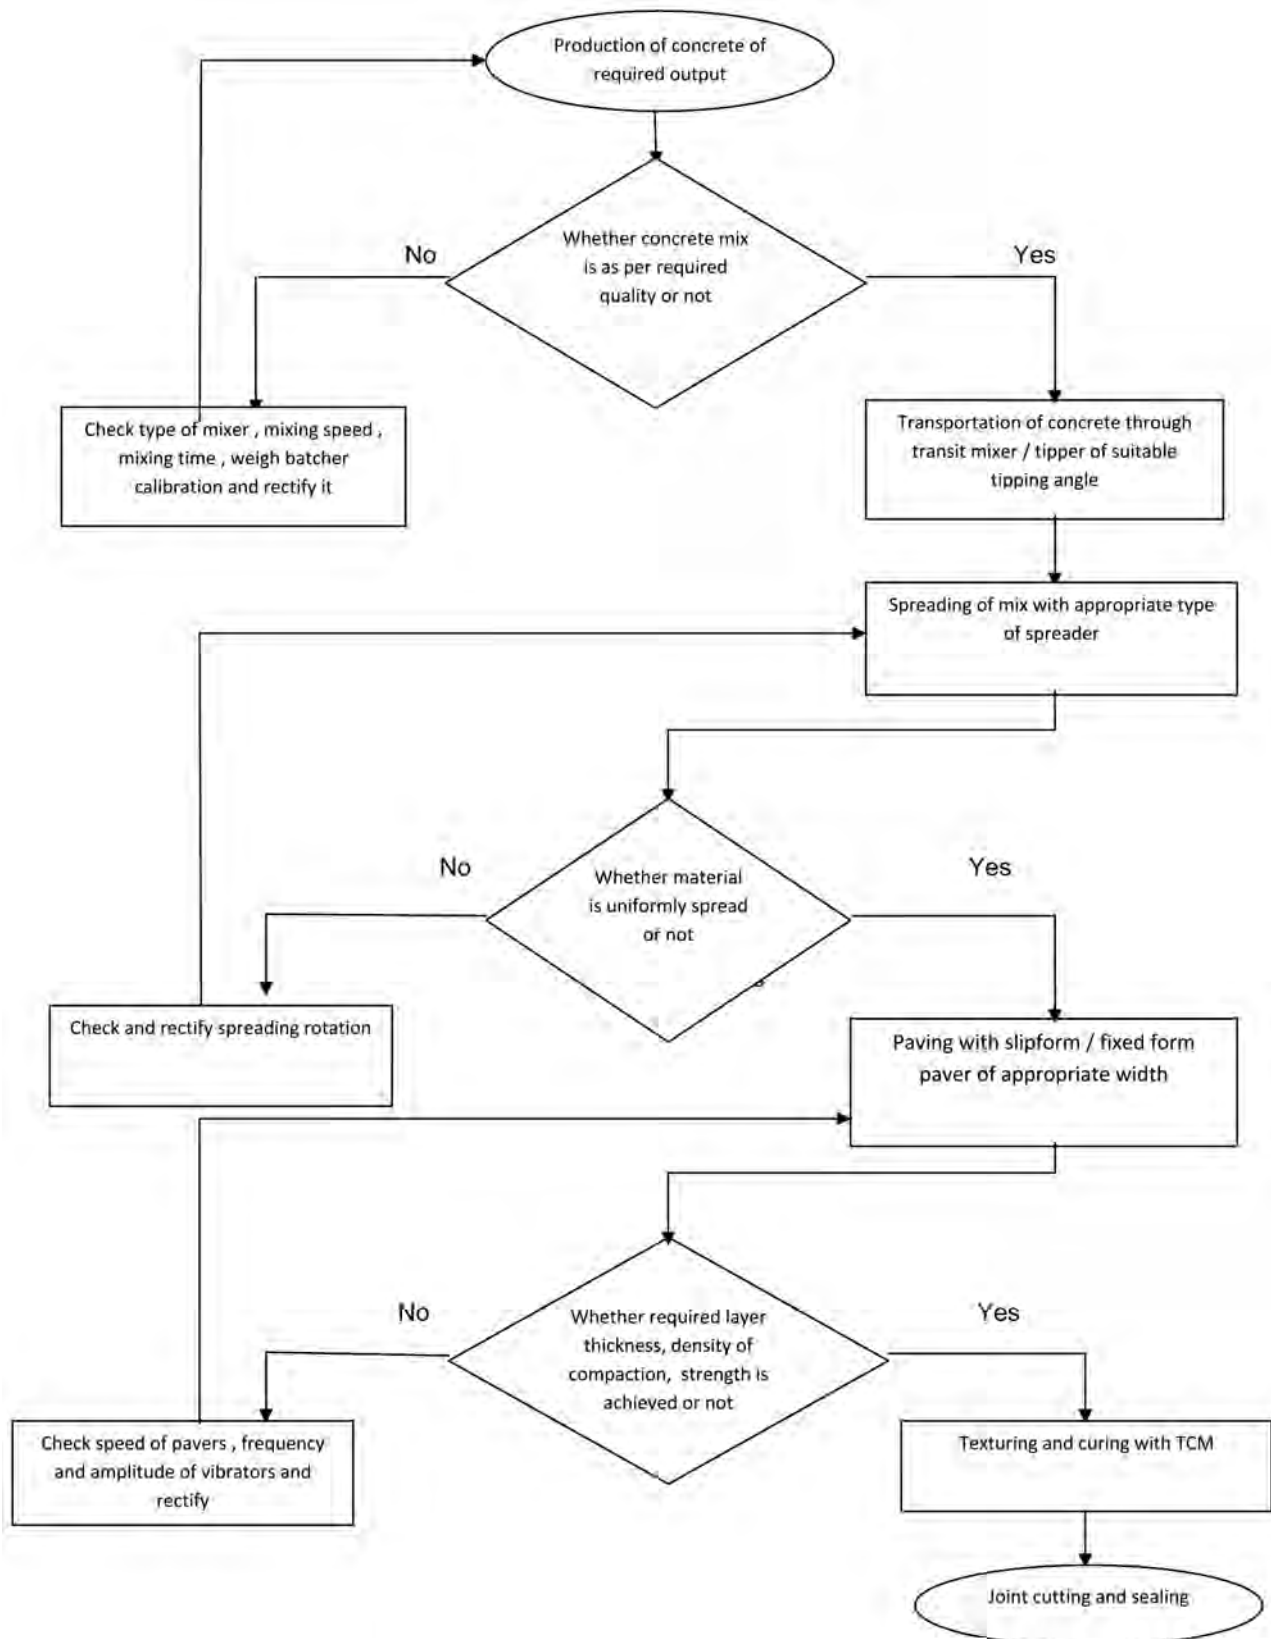 Production of concrete of
required output
Whether concrete mix
is as per required
quality or not
No
Yes
Check type of mixer , mixing speed ,
mixing time , weigh batcher
calibration and rectify it
Transportation of concrete through
transit mixer / tipper of suitable
tipping angle
Spreading of mix with appropriate type
of spreader
Whether material
is uniformly spread
or not
No
Yes
Check and rectify spreading rotation
Paving with slipform / fixed form
paver of appropriate width
Whether required layer
thickness, density of
compaction, strength is
achieved or not
No
Yes
Check speed of pavers , frequency
and amplitude of vibrators and
rectify
Texturing and curing with TCM
Joint cutting and sealing